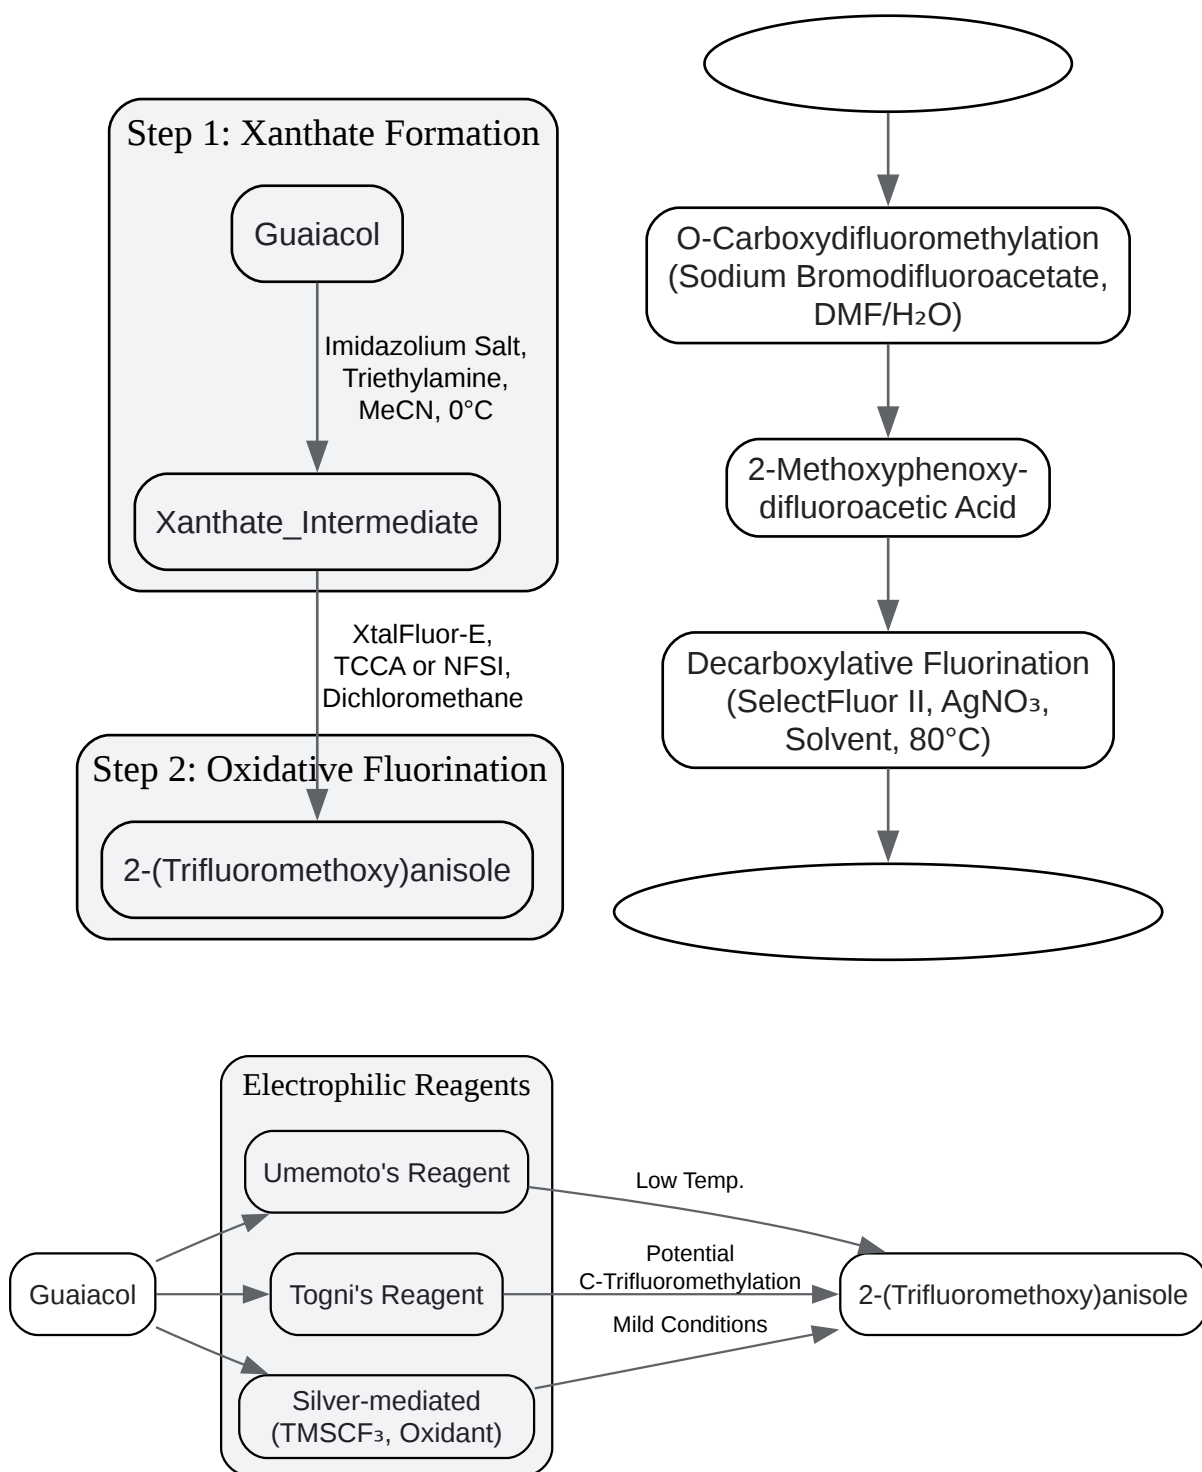 Step 1: Xanthate Formation
Guaiacol
Imidazolium Salt,
Triethylamine,
MeCN, 0°C
Xanthate_Intermediate
XtalFluor-E,
TCCA or NFSI,
Dichloromethane
Step 2: Oxidative Fluorination
2-(Trifluoromethoxy)anisole
O-Carboxydifluoromethylation
(Sodium Bromodifluoroacetate,
DMF/H₂O)
2-Methoxyphenoxy-
difluoroacetic Acid
Decarboxylative Fluorination
(SelectFluor II, AgNO₃,
Solvent, 80°C)
Electrophilic Reagents
Umemoto's Reagent
Low Temp.
Guaiacol
Togni's Reagent
Potential
C-Trifluoromethylation
2-(Trifluoromethoxy)anisole
Mild Conditions
Silver-mediated
(TMSCF₃, Oxidant)